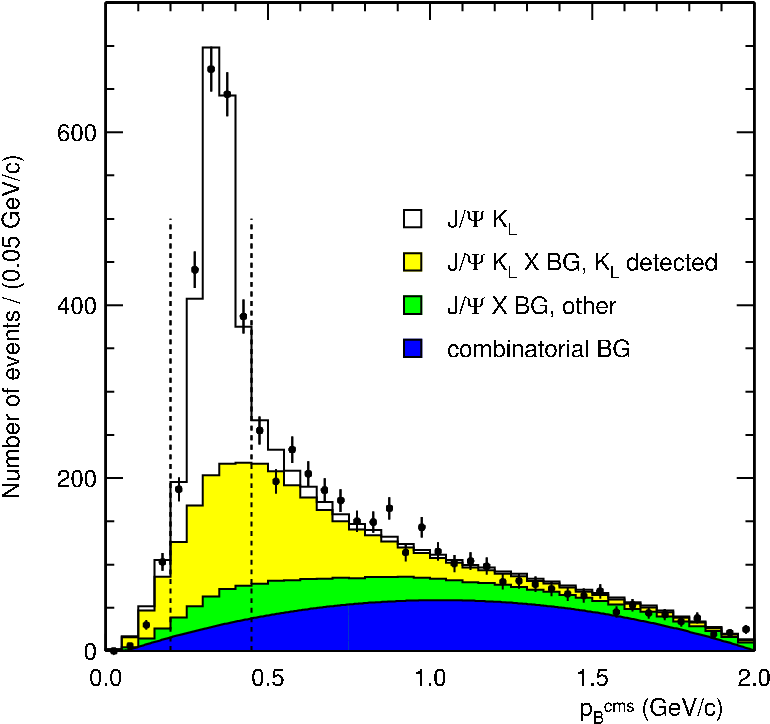 Number of events / (0.05 GeV/c)
600
400
200
0
J/Ψ K_L
J/Ψ K_L X BG, K_L detected
J/Ψ X BG, other
combinatorial BG
0.0 0.5 1.0 1.5 2.0
p_B^cms (GeV/c)